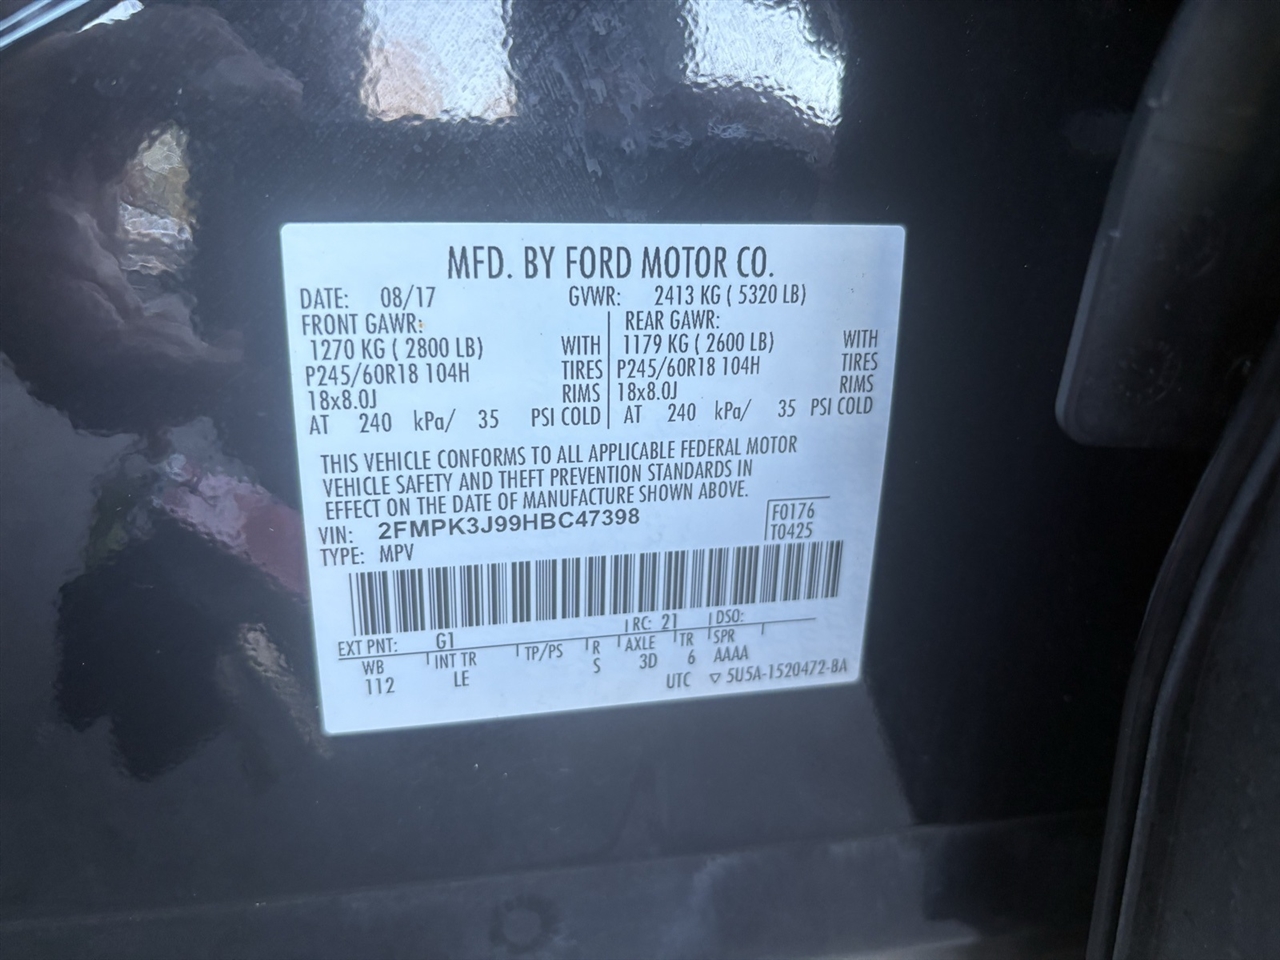 MFD. BY FORD MOTOR CO.
DATE: 08/17 GVWR: 2413 KG ( 5320 LB)
FRONT GAWR: REAR GAWR:
1270 KG ( 2800 LB) WITH 1179 KG ( 2600 LB) WITH
P245/60R18 104H TIRES P245/60R18 104H TIRES
18x8.0J RIMS 18x8.0J RIMS
AT 240 kPa/ 35 PSI COLD AT 240 kPa/ 35 PSI COLD
THIS VEHICLE CONFORMS TO ALL APPLICABLE FEDERAL MOTOR
VEHICLE SAFETY AND THEFT PREVENTION STANDARDS IN
EFFECT ON THE DATE OF MANUFACTURE SHOWN ABOVE.
VIN: 2FMPK3J99HBC47398 F0176
TYPE: MPV T0425
EXT PNT: G1 RC: 21 DSO:
WB INT TR TP/PS R AXLE TR SPR
112 LE S 3D 6 AAAA
UTC ▽ 5U5A-1520472-BA